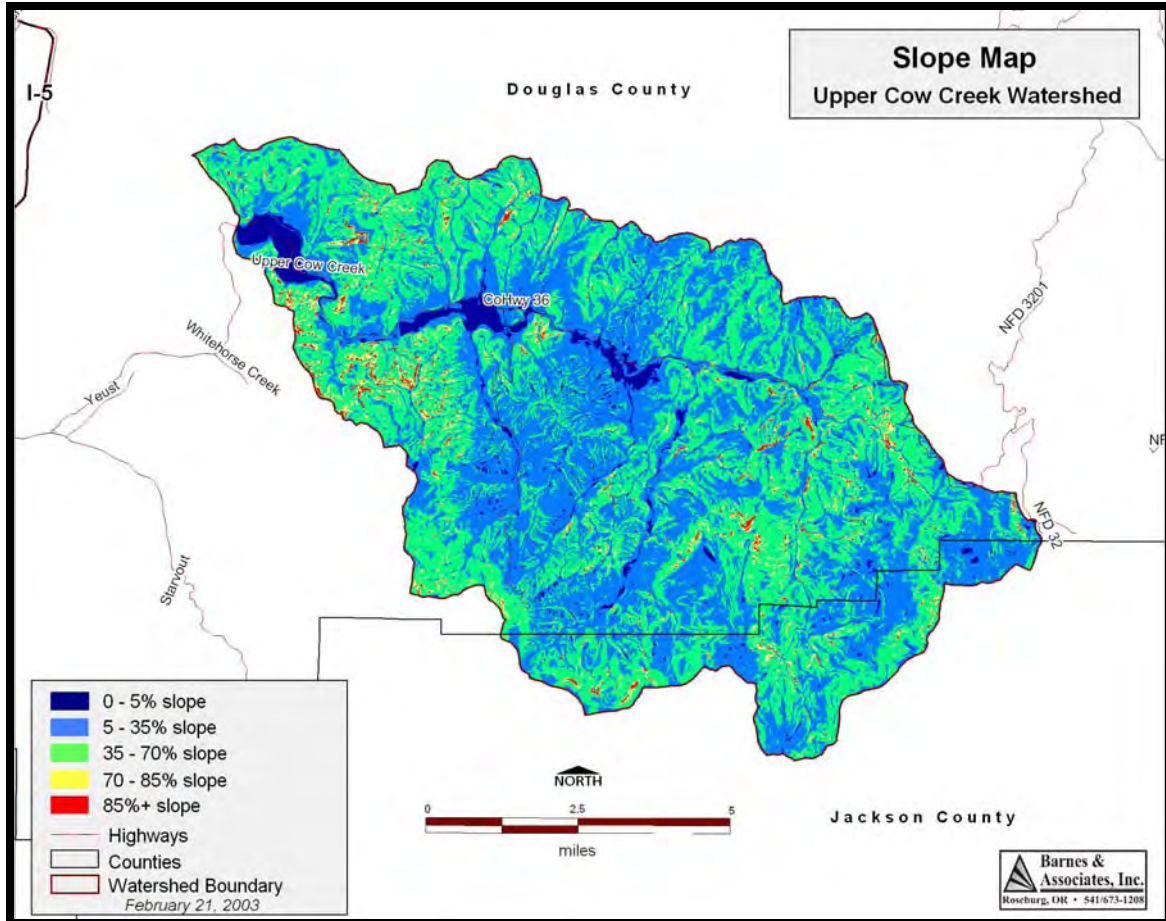 Slope Map
Upper Cow Creek Watershed
I-5
Douglas County
Upper Cow Creek
CoHwy 36
NFD 3201
Whitehorse Creek
Yeust
NF
NFD 32
Starvout
0 - 5% slope
5 - 35% slope
35 - 70% slope
70 - 85% slope
85%+ slope
Highways
Counties
Watershed Boundary
February 21, 2003
NORTH
0 2.5 5
miles
Jackson County
Barnes &
Associates, Inc.
Roseburg, OR • 541/673-1208